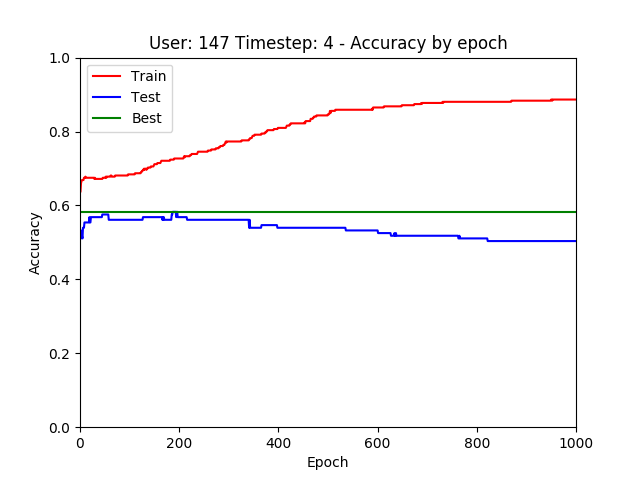 User: 147 Timestep: 4 - Accuracy by epoch
Train
Test
Best
1.0
0.8
0.6
0.4
0.2
0.0
Accuracy
0 200 400 600 800 1000
Epoch